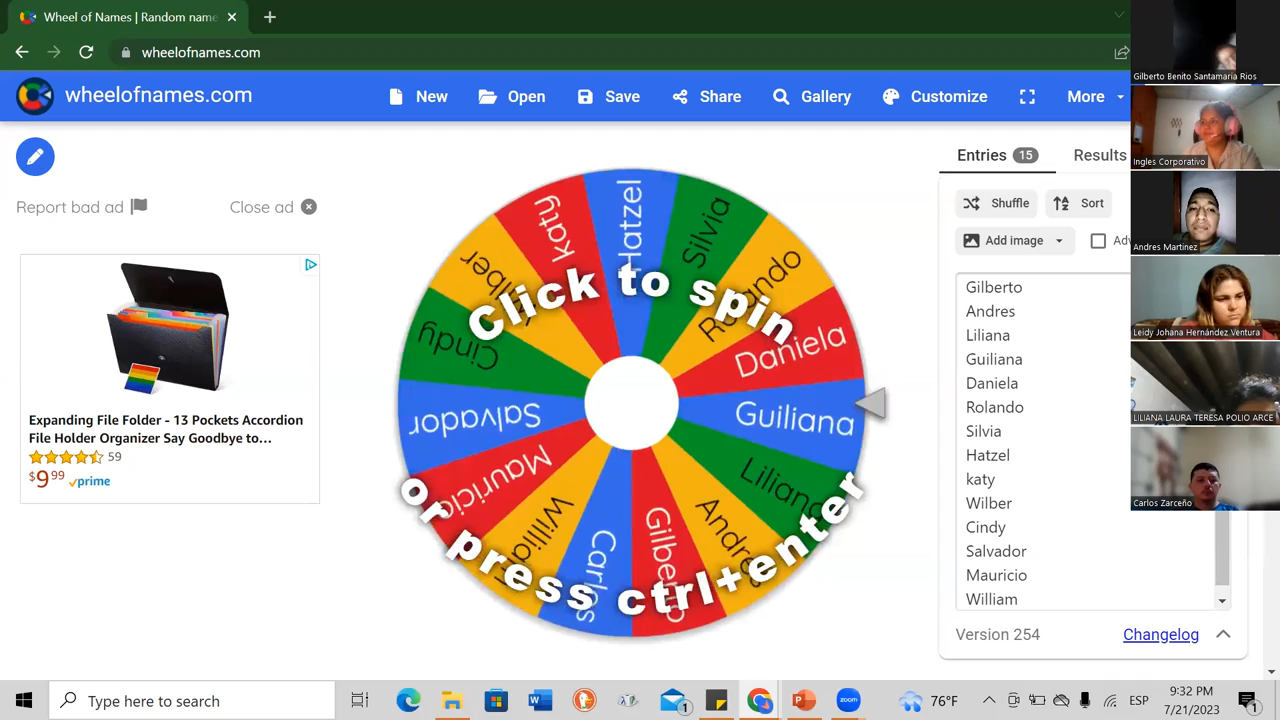 Wheel of Names | Random name
wheelofnames.com
wheelofnames.com
New
Open
Save
Share
Gallery
Customize
More
Report bad ad
Close ad
Expanding File Folder - 13 Pockets Accordion
File Holder Organizer Say Goodbye to...
59
$9.99 prime
Click to spin
or press ctrl+enter
Hatzel
Silvia
Rolando
Daniela
Guiliana
Liliana
Andres
Gilberto
Carlos
William
Mauricio
Salvador
Cindy
Wilber
katy
Entries 15
Results
Shuffle
Sort
Add image
Adv
Gilberto
Andres
Liliana
Guiliana
Daniela
Rolando
Silvia
Hatzel
katy
Wilber
Cindy
Salvador
Mauricio
William
Version 254
Changelog
Gilberto Benito Santamaria Rios
Ingles Corporativo
Andres Martinez
Leidy Johana Hernández Ventura
LILIANA LAURA TERESA POLIO ARCE
Carlos Zarceño
Type here to search
1
zoom
76°F
ESP
9:32 PM
7/21/2023
1